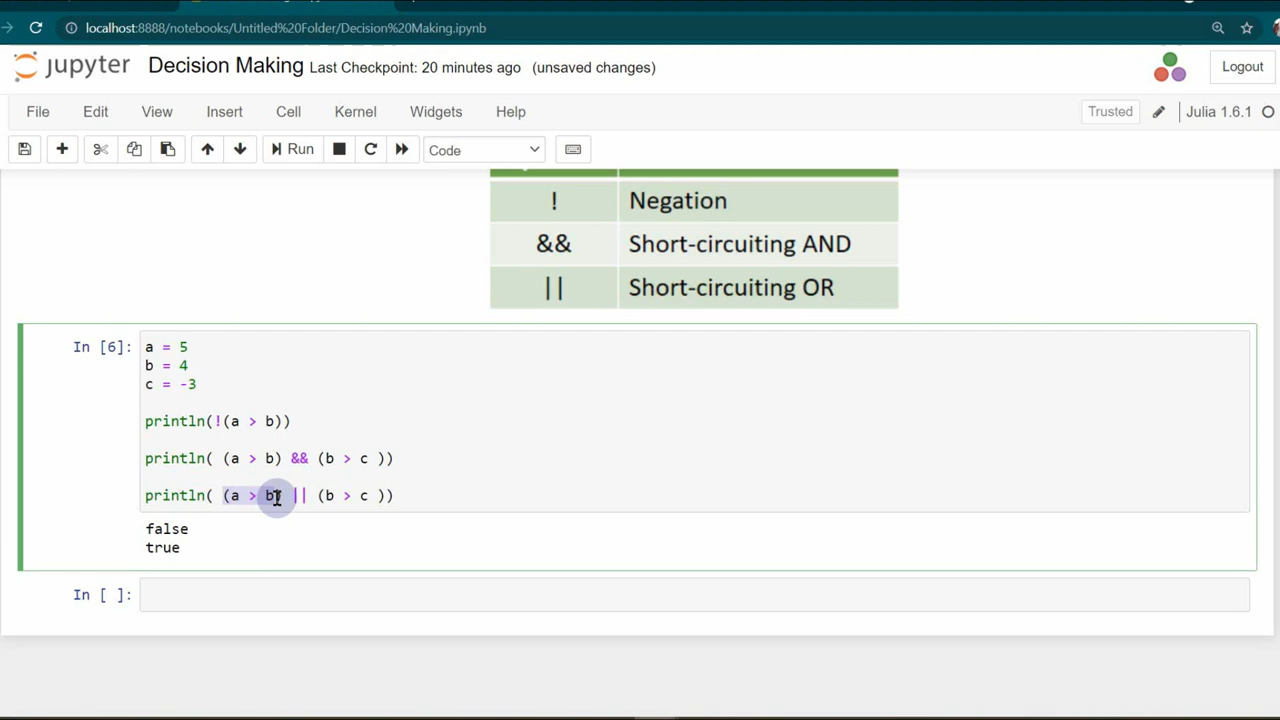 localhost:8888/notebooks/Untitled%20Folder/Decision%20Making.ipynb
jupyter Decision Making Last Checkpoint: 20 minutes ago (unsaved changes)
Logout
File Edit View Insert Cell Kernel Widgets Help
Trusted Julia 1.6.1
Run Code
! Negation
&& Short-circuiting AND
|| Short-circuiting OR
In [6]: a = 5
b = 4
c = -3
println(!(a > b))
println( (a > b) && (b > c ))
println( (a > b) || (b > c ))
false
true
In [ ]: